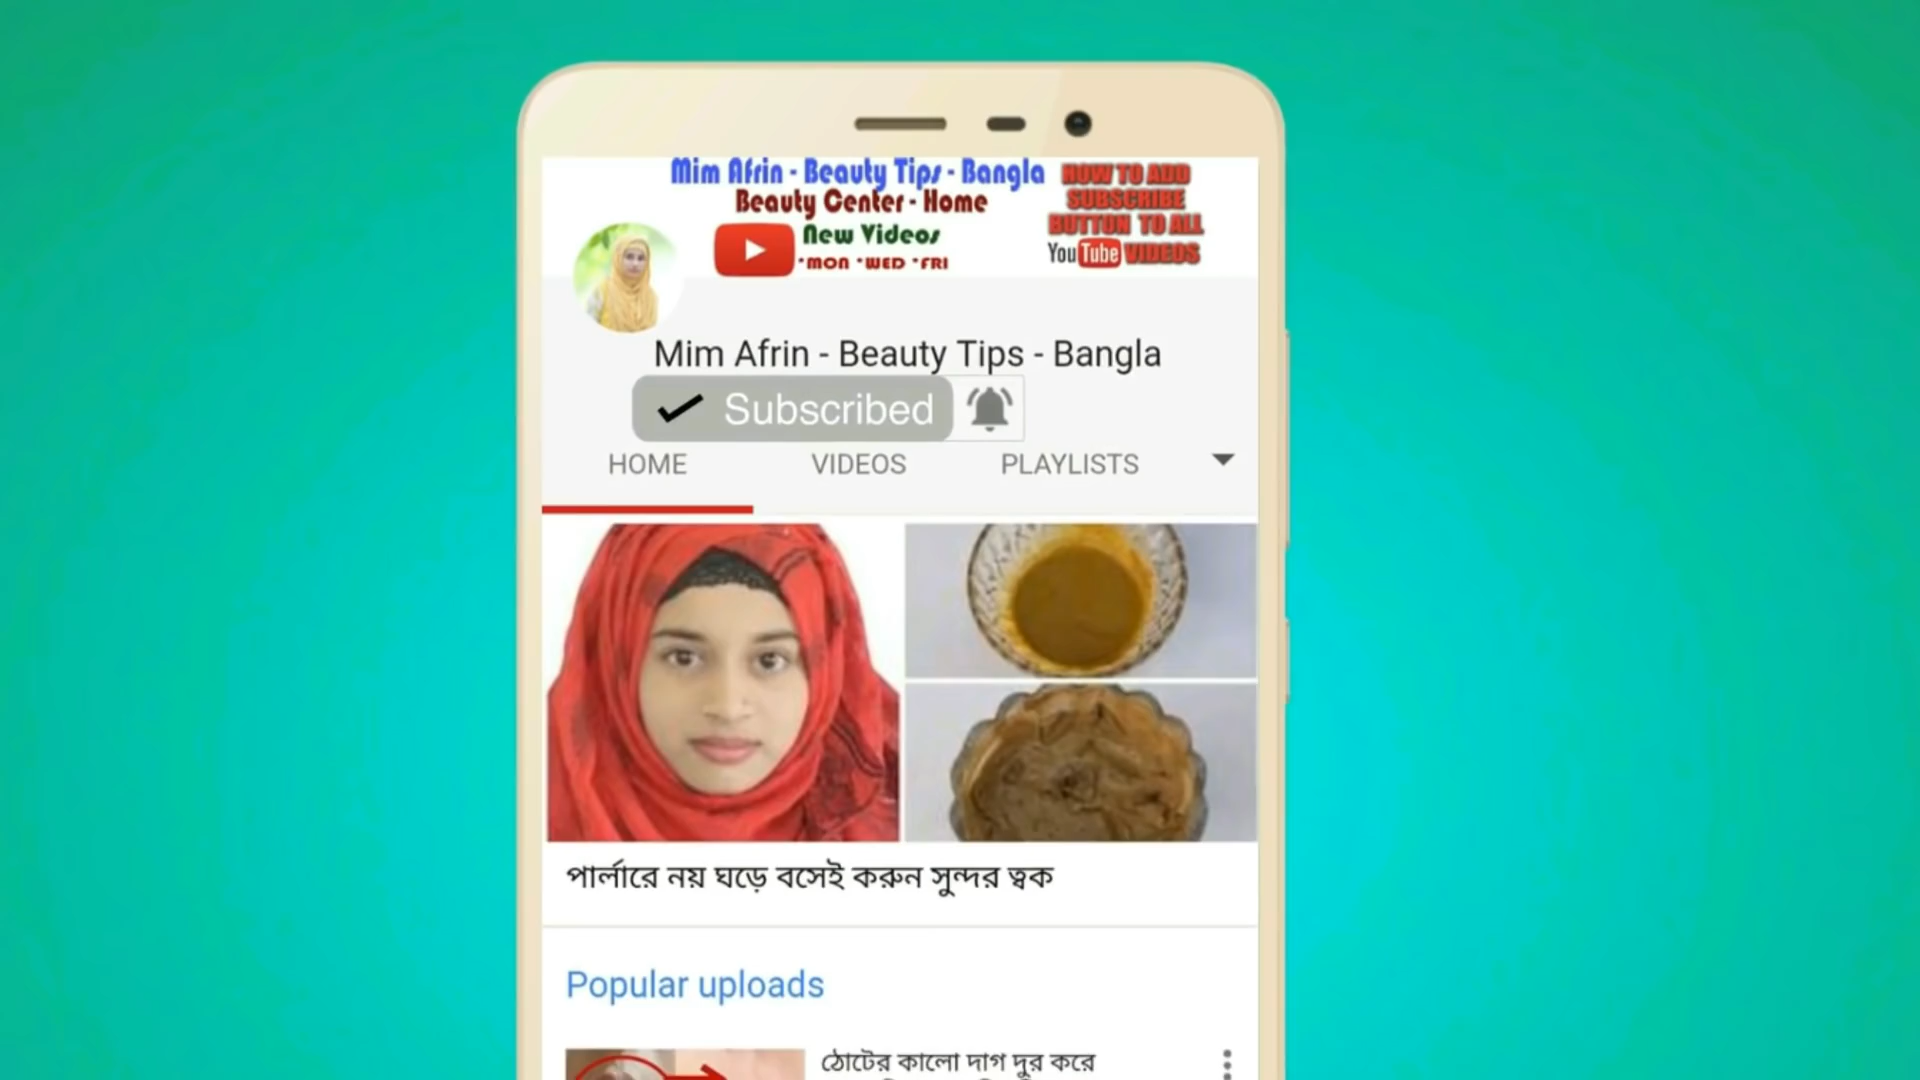 Mim Afrin - Beauty Tips - Bangla
Beauty Center - Home
New Videos
*MON *WED *FRI
HOW TO ADD
SUBSCRIBE
BUTTON TO ALL
YouTube VIDEOS
Mim Afrin - Beauty Tips - Bangla
Subscribed
HOME VIDEOS PLAYLISTS
পার্লারে নয় ঘড়ে বসেই করুন সুন্দর ত্বক
Popular uploads
ঠোটের কালো দাগ দুর করে